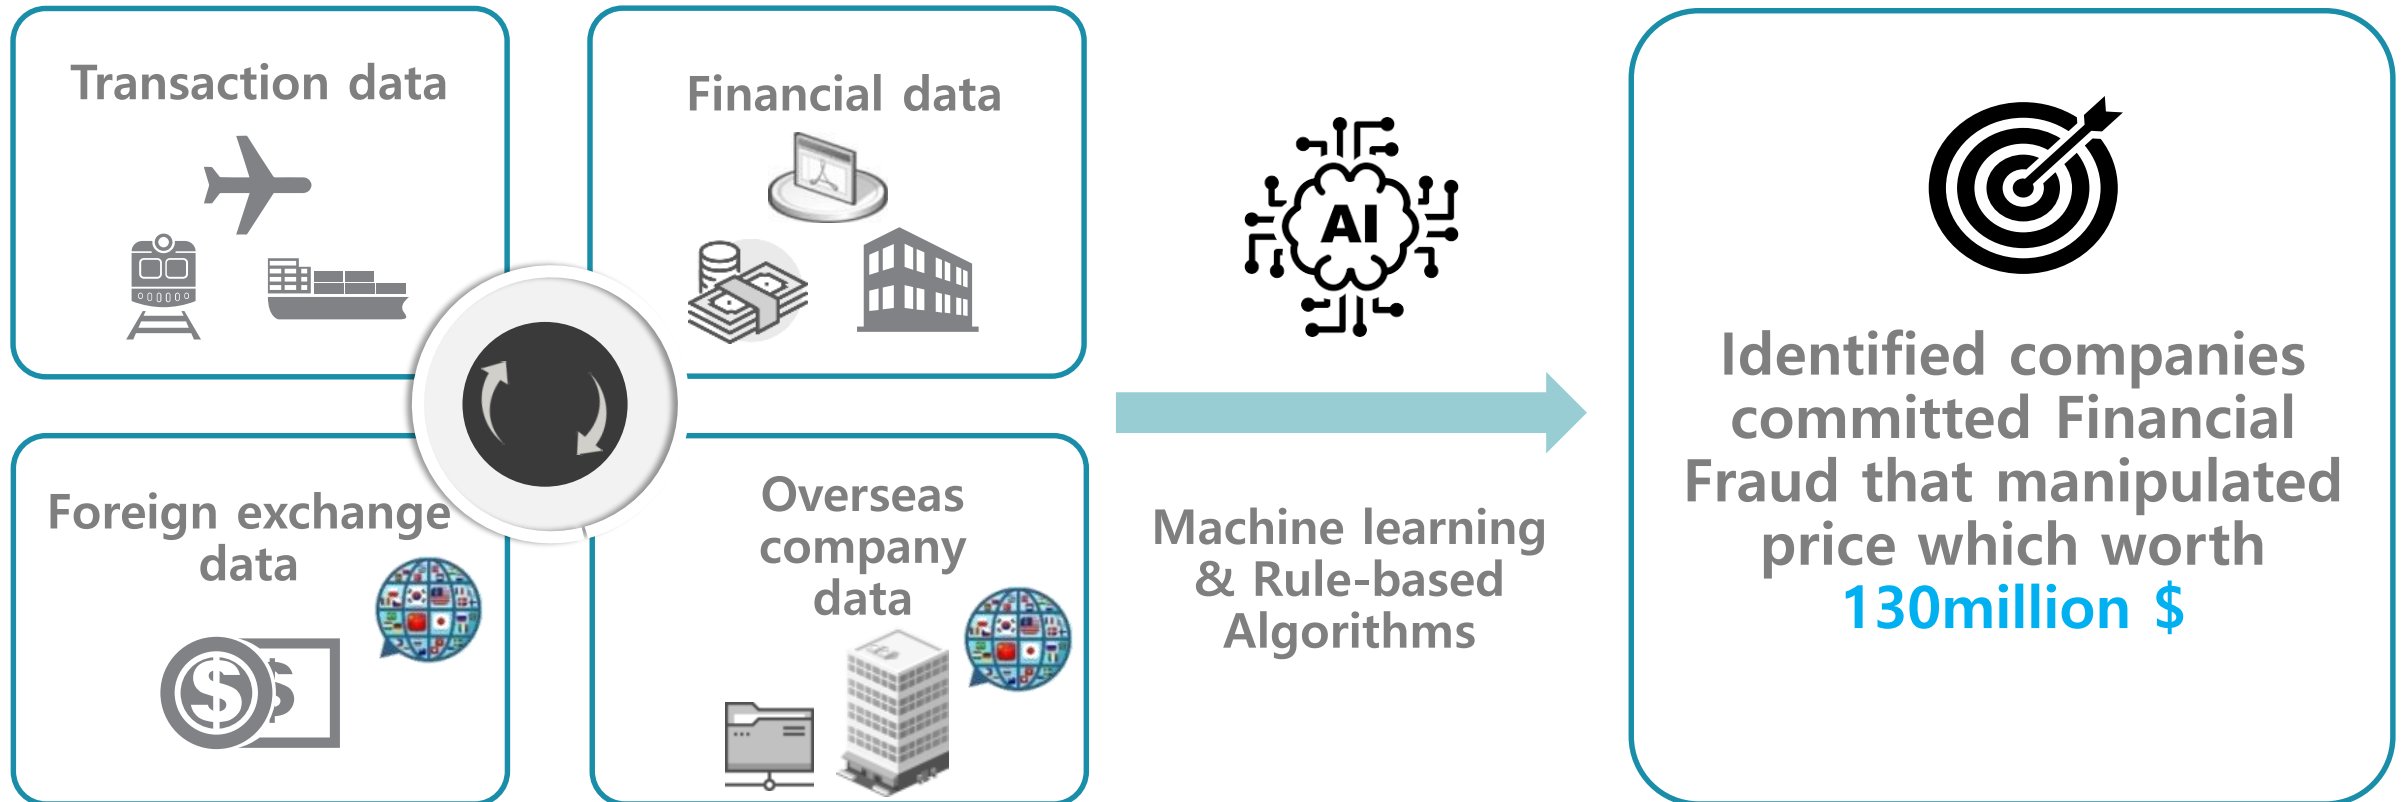 Transaction data
Financial data
Foreign exchange
data
Overseas
company
data
AI
Machine learning
& Rule-based
Algorithms
Identified companies
committed Financial
Fraud that manipulated
price which worth
130million $